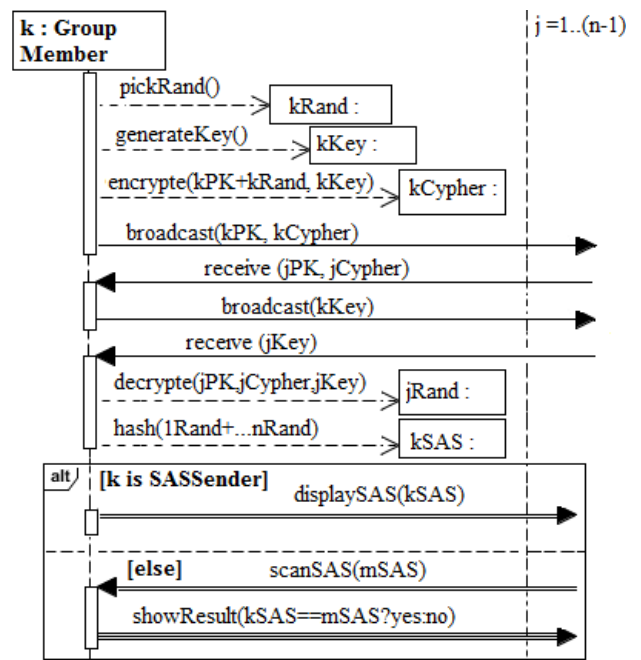 k : Group
Member
j =1..(n-1)
pickRand()
kRand :
generateKey()
kKey :
encrypte(kPK+kRand, kKey)
kCypher :
broadcast(kPK, kCypher)
receive (jPK, jCypher)
broadcast(kKey)
receive (jKey)
decrypte(jPK,jCypher,jKey)
jRand :
hash(1Rand+...nRand)
kSAS :
alt
[k is SASSender]
displaySAS(kSAS)
[else]
scanSAS(mSAS)
showResult(kSAS==mSAS?yes:no)